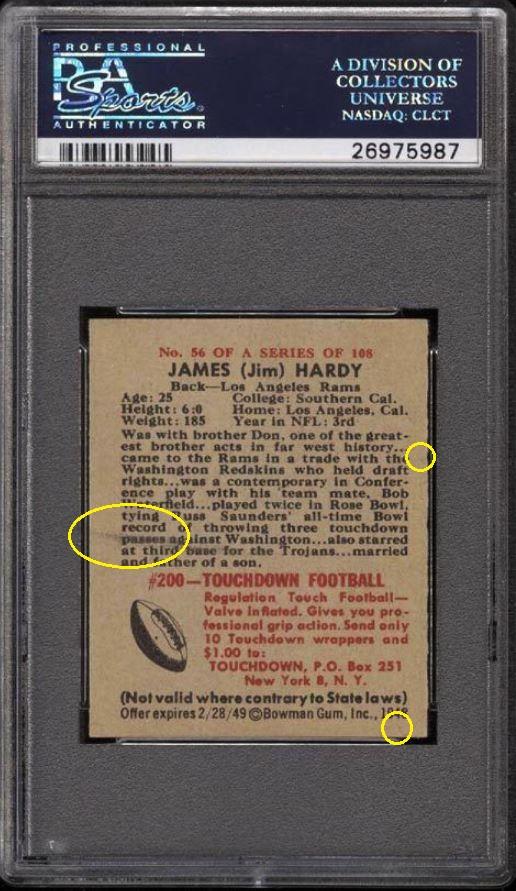 PROFESSIONAL
PSA
Sports
AUTHENTICATOR
A DIVISION OF
COLLECTORS
UNIVERSE
NASDAQ: CLCT
26975987
No. 56 OF A SERIES OF 108
JAMES (Jim) HARDY
Back—Los Angeles Rams
Age: 25 College: Southern Cal.
Height: 6:0 Home: Los Angeles, Cal.
Weight: 185 Year in NFL: 3rd
Was with brother Don, one of the great-
est brother acts in far west history...
came to the Rams in a trade with the
Washington Redskins who held draft
rights...was a contemporary in Confer-
ence play with his team mate, Bob
Waterfield...played twice in Rose Bowl,
tying Russ Saunders' all-time Bowl
record of throwing three touchdown
passes against Washington...also starred
at third base for the Trojans...married
and father of a son.
#200—TOUCHDOWN FOOTBALL
Regulation Touch Football—
Valve Inflated. Gives you pro-
fessional grip action. Send only
10 Touchdown wrappers and
$1.00 to:
TOUCHDOWN, P.O. Box 251
New York 8, N. Y.
(Not valid where contrary to State laws)
Offer expires 2/28/49 ©Bowman Gum, Inc., 1948